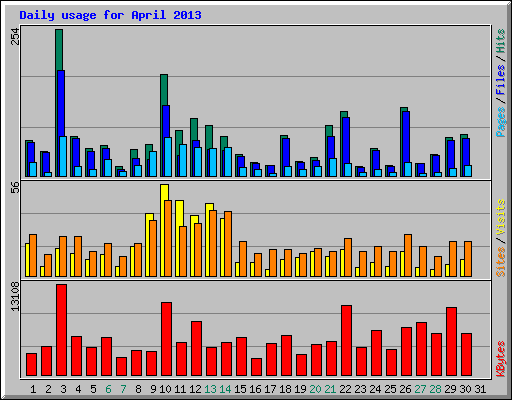 Daily usage for April 2013
254
Pages / Files / Hits
56
Sites / Visits
13108
KBytes
1 2 3 4 5 6 7 8 9 10 11 12 13 14 15 16 17 18 19 20 21 22 23 24 25 26 27 28 29 30 31